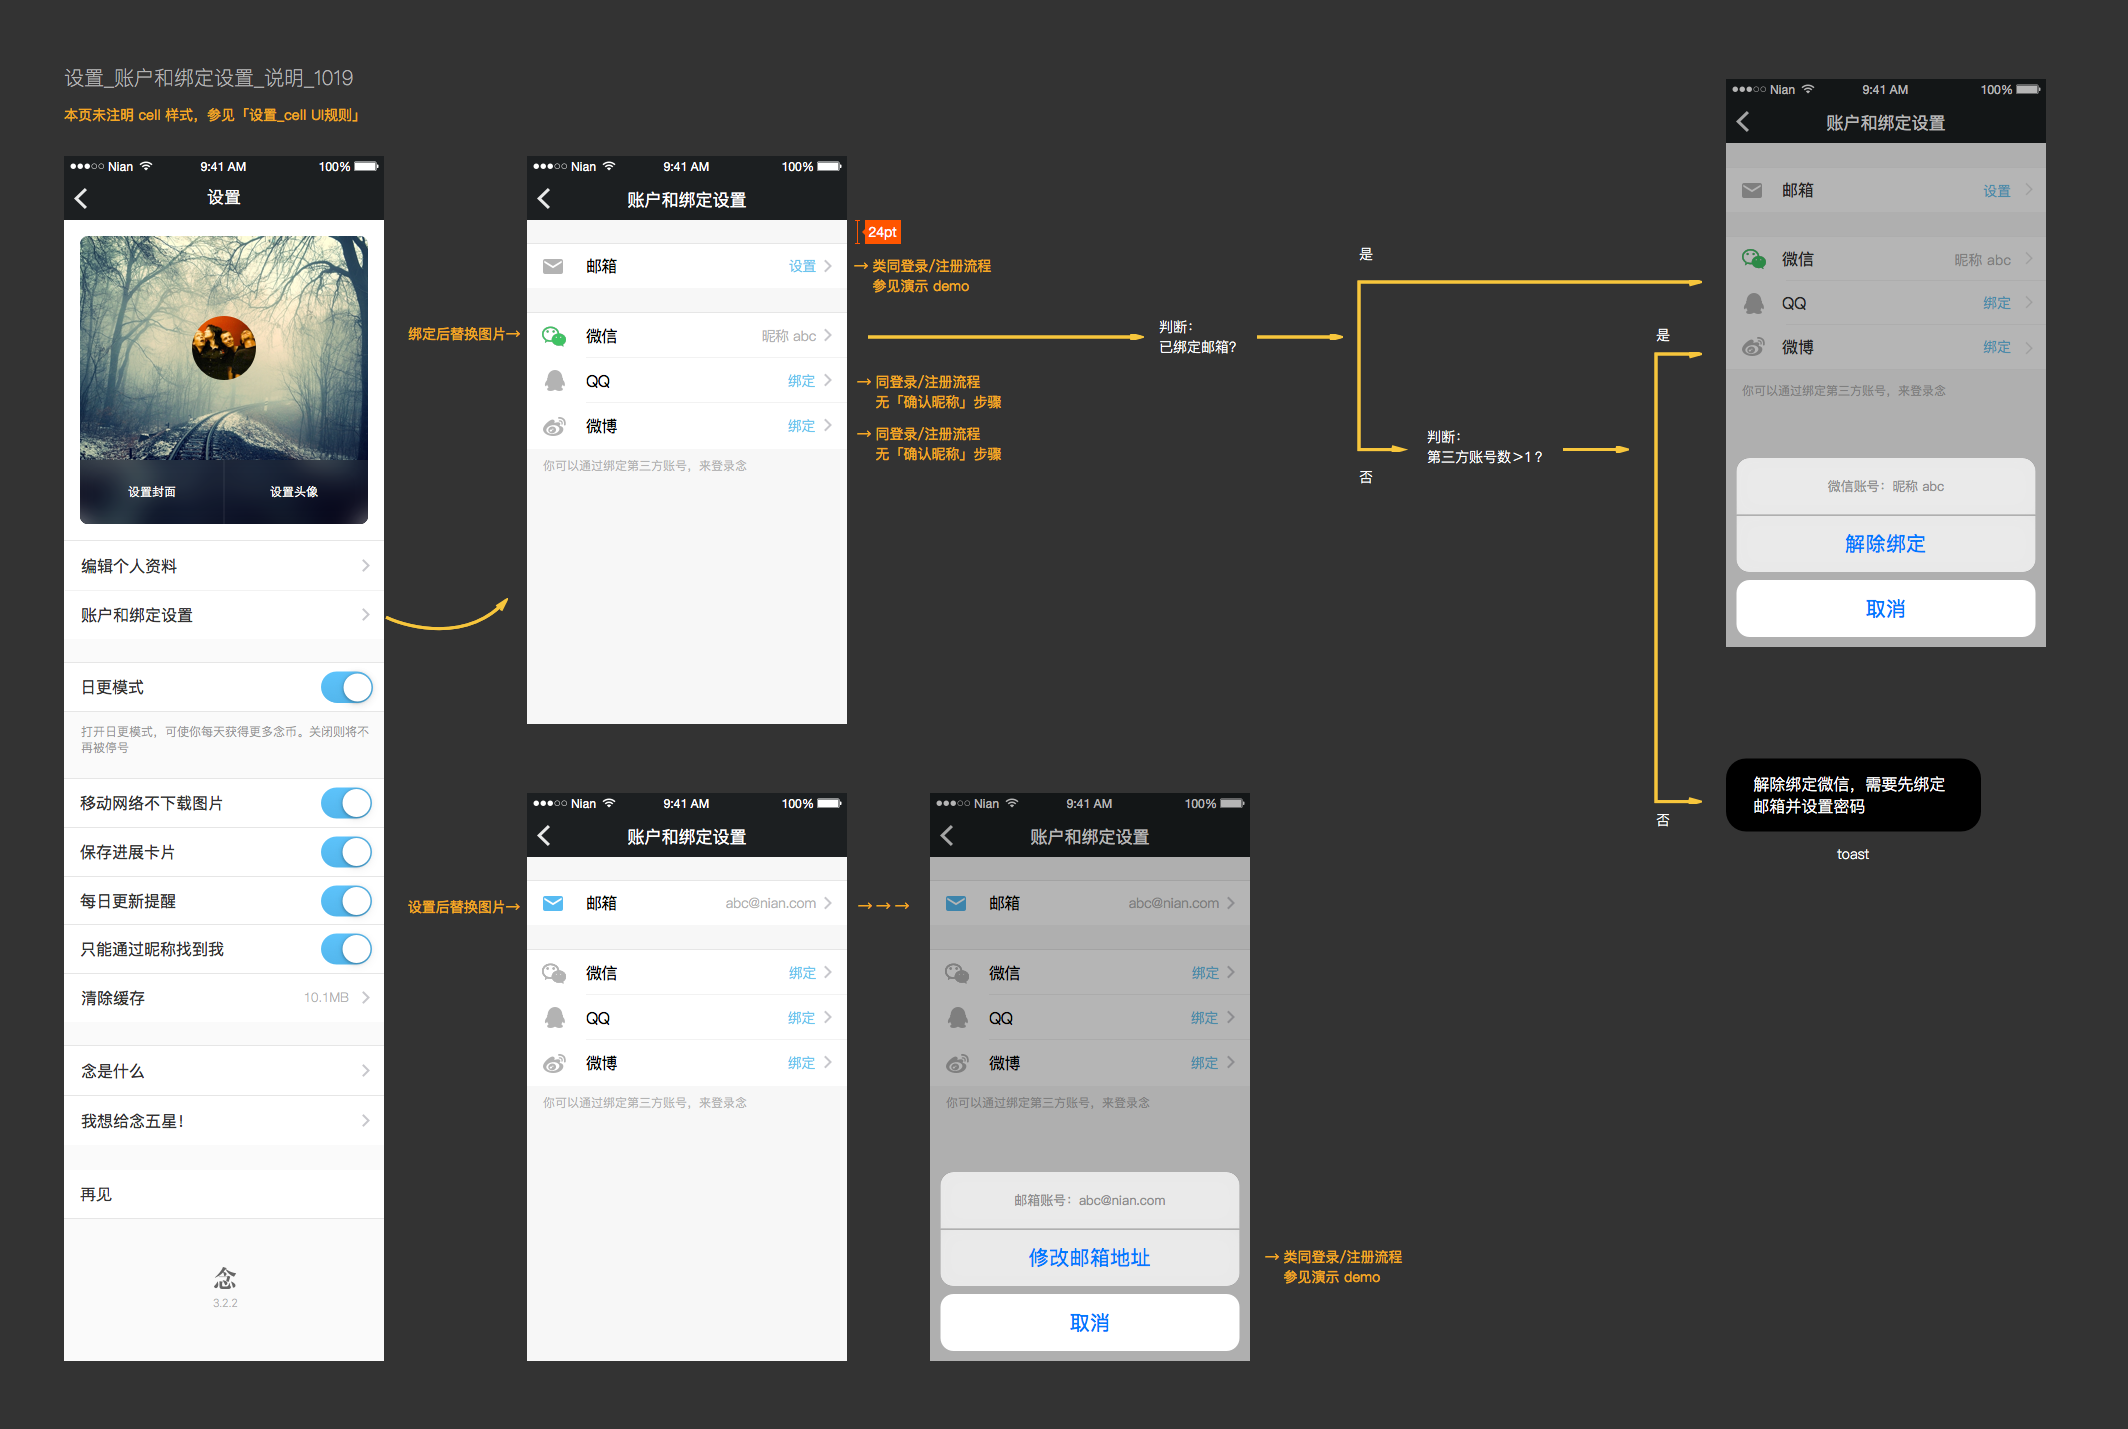 设置_账户和绑定设置_说明_1019
本页未注明 cell 样式，参见「设置_cell UI规则」
Nian 9:41 AM 100%
设置
设置封面 设置头像
编辑个人资料
账户和绑定设置
日更模式
打开日更模式，可使你每天获得更多念币。关闭则将不
再被停号
移动网络不下载图片
保存进展卡片
每日更新提醒
只能通过昵称找到我
清除缓存 10.1MB
念是什么
我想给念五星！
再见
念
3.2.2
Nian 9:41 AM 100%
账户和绑定设置
24pt
邮箱 设置
→ 类同登录/注册流程
参见演示 demo
绑定后替换图片→
微信 昵称 abc
QQ 绑定
→ 同登录/注册流程
无「确认昵称」步骤
微博 绑定
→ 同登录/注册流程
无「确认昵称」步骤
你可以通过绑定第三方账号，来登录念
判断：
已绑定邮箱？
是
否
判断：
第三方账号数＞1？
是
否
Nian 9:41 AM 100%
账户和绑定设置
邮箱 设置
微信 昵称 abc
QQ 绑定
微博 绑定
你可以通过绑定第三方账号，来登录念
微信账号：昵称 abc
解除绑定
取消
解除绑定微信，需要先绑定
邮箱并设置密码
toast
Nian 9:41 AM 100%
账户和绑定设置
设置后替换图片→
邮箱 abc@nian.com
→→→
微信 绑定
QQ 绑定
微博 绑定
你可以通过绑定第三方账号，来登录念
Nian 9:41 AM 100%
账户和绑定设置
邮箱 abc@nian.com
微信 绑定
QQ 绑定
微博 绑定
你可以通过绑定第三方账号，来登录念
邮箱账号：abc@nian.com
修改邮箱地址
→ 类同登录/注册流程
参见演示 demo
取消